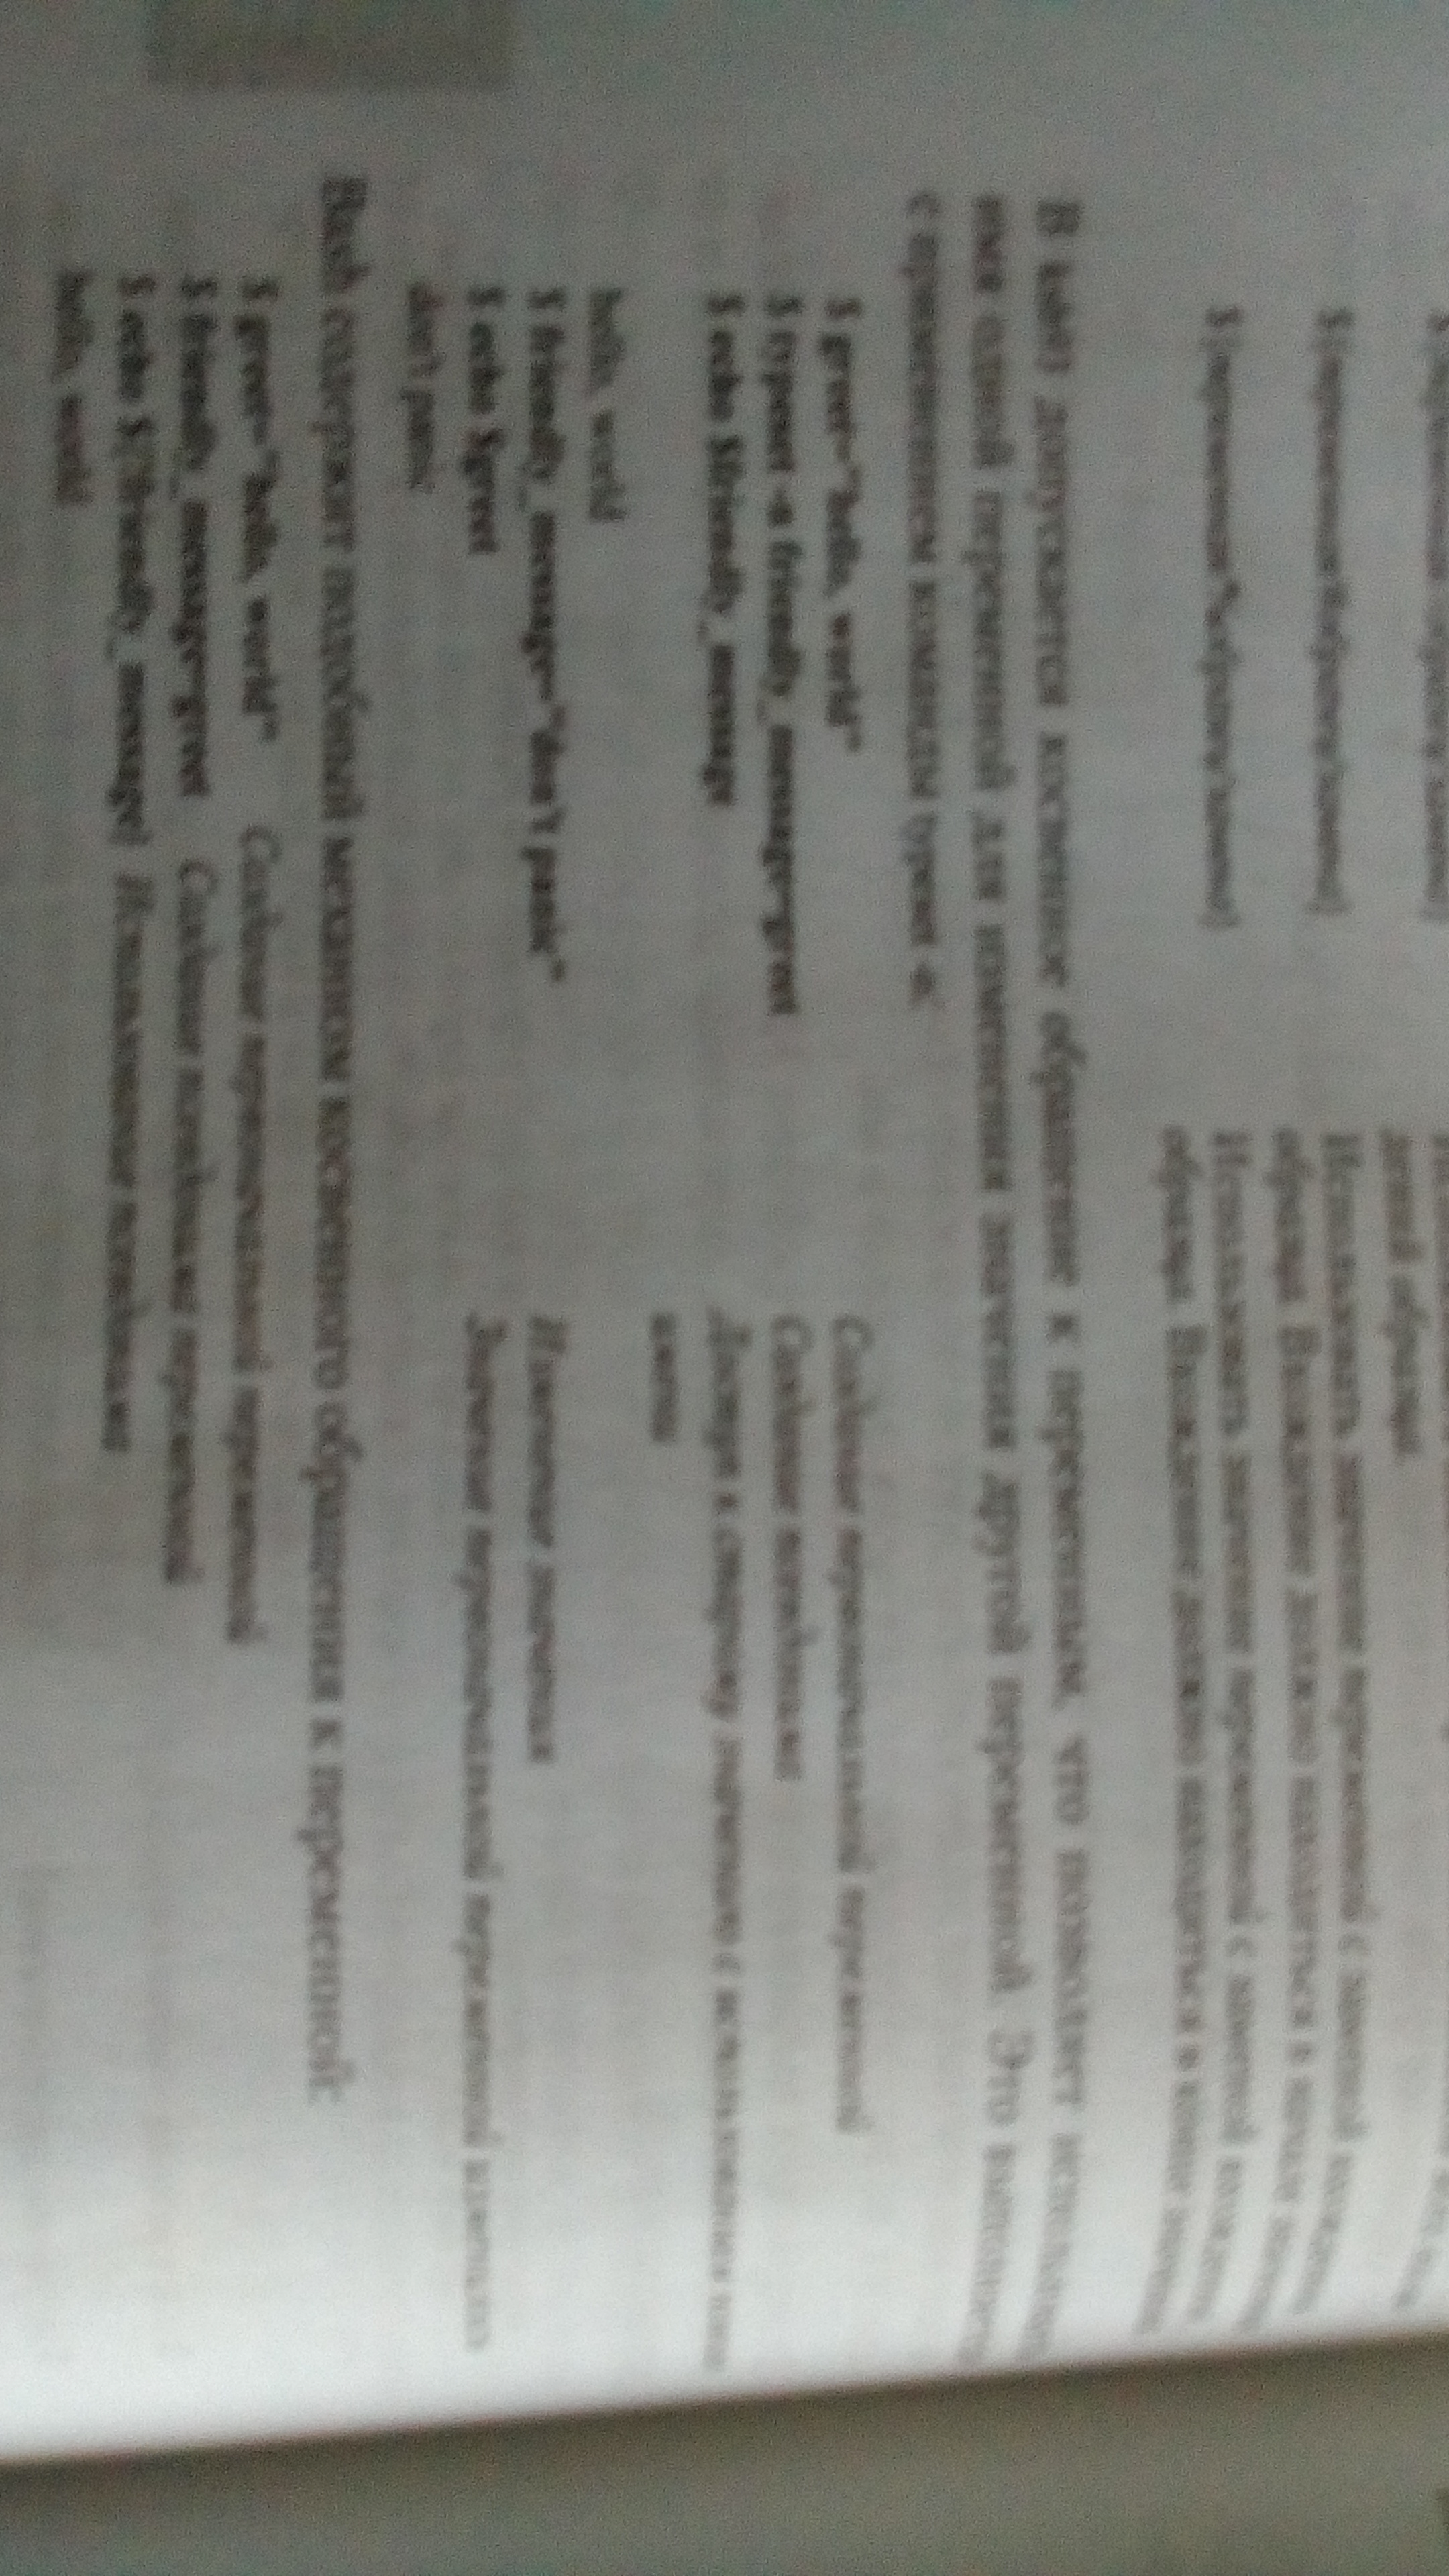 дений образца.
${переменная/#образец/замена} Использовать значение переменной с заменой вхождения
образца. Вхождение должно находиться в начале значения
${переменная/%образец/замена} Использовать значение переменной с заменой вхождения
образца. Вхождение должно находиться в конце значения
В ksh93 допускается косвенное обращение к переменным, что позволяет использовать
имя одной переменной для изменения значения другой переменной. Это выполняется
с применением команды typeset -n:
$ greet="hello, world" Создание первоначальной переменной
$ typeset -n friendly_message=greet Создание псевдонима
$ echo $friendly_message Доступ к старому значению с использованием
имени
hello, world
$ friendly_message="don't panic" Изменение значения
$ echo $greet Значение первоначальной переменной изменилось
don't panic
Bash содержит подобный механизм косвенного обращения к переменной:
$ greet="hello, world" Создание первоначальной переменной
$ friendly_message=greet Создание псевдонима переменной
$ echo ${!friendly_message} Использование псевдонима
hello, world